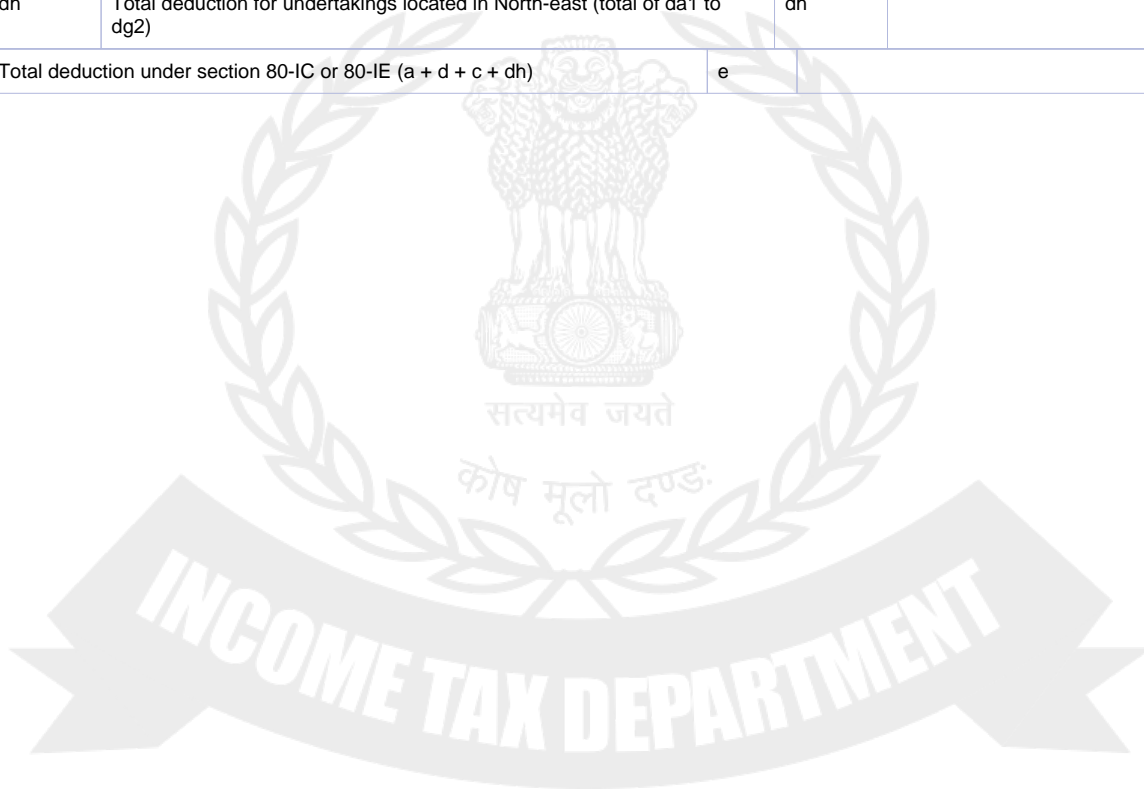 dh Total deduction for undertakings located in North-east (total of da1 to dh
dg2)
Total deduction under section 80-IC or 80-IE (a + d + c + dh) e
सत्यमेव जयते
कोष मूलो दण्डः
INCOME TAX DEPARTMENT